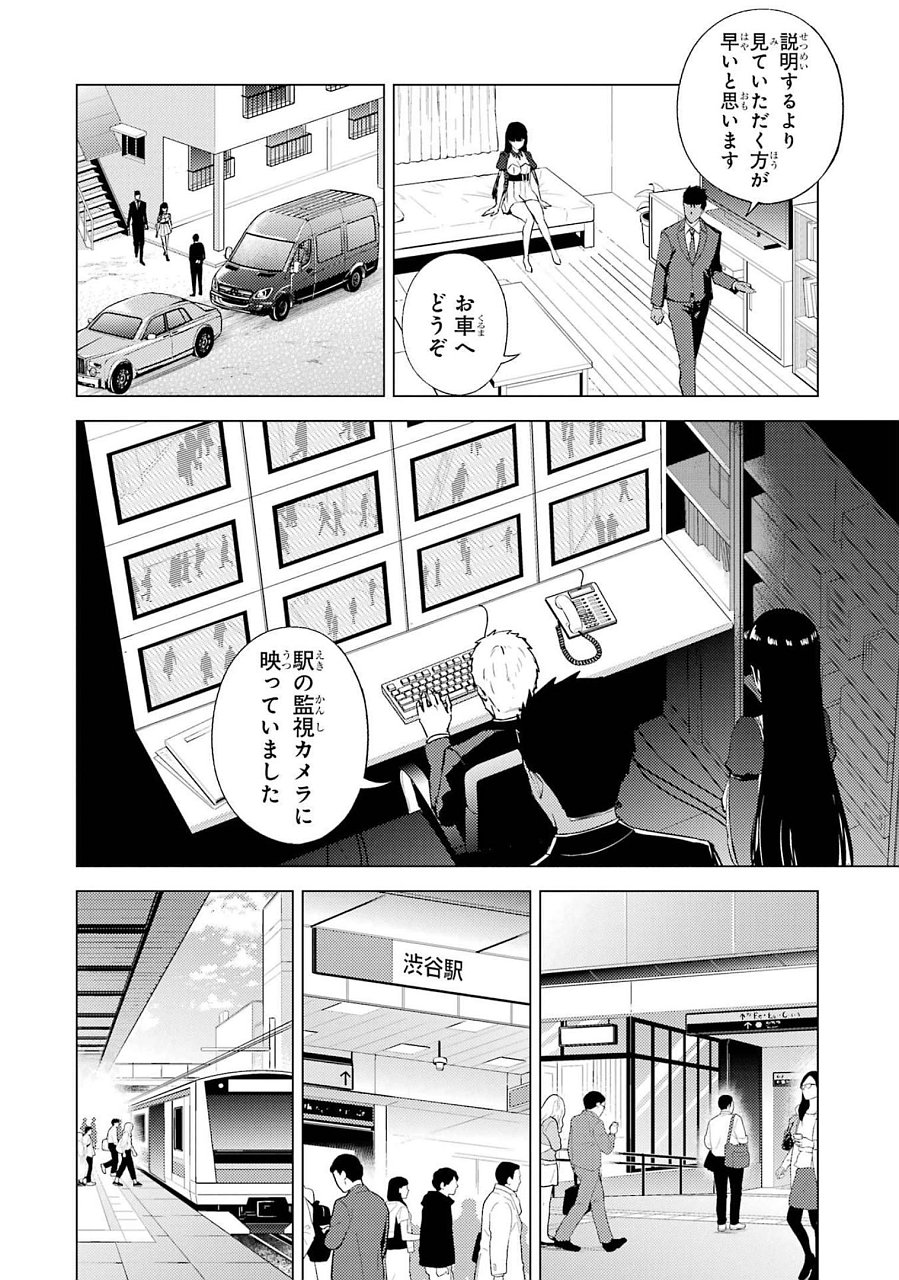 説明するより
見ていただく方が
早いと思います
お車へ
どうぞ
駅の監視カメラに
映っていました
渋谷駅